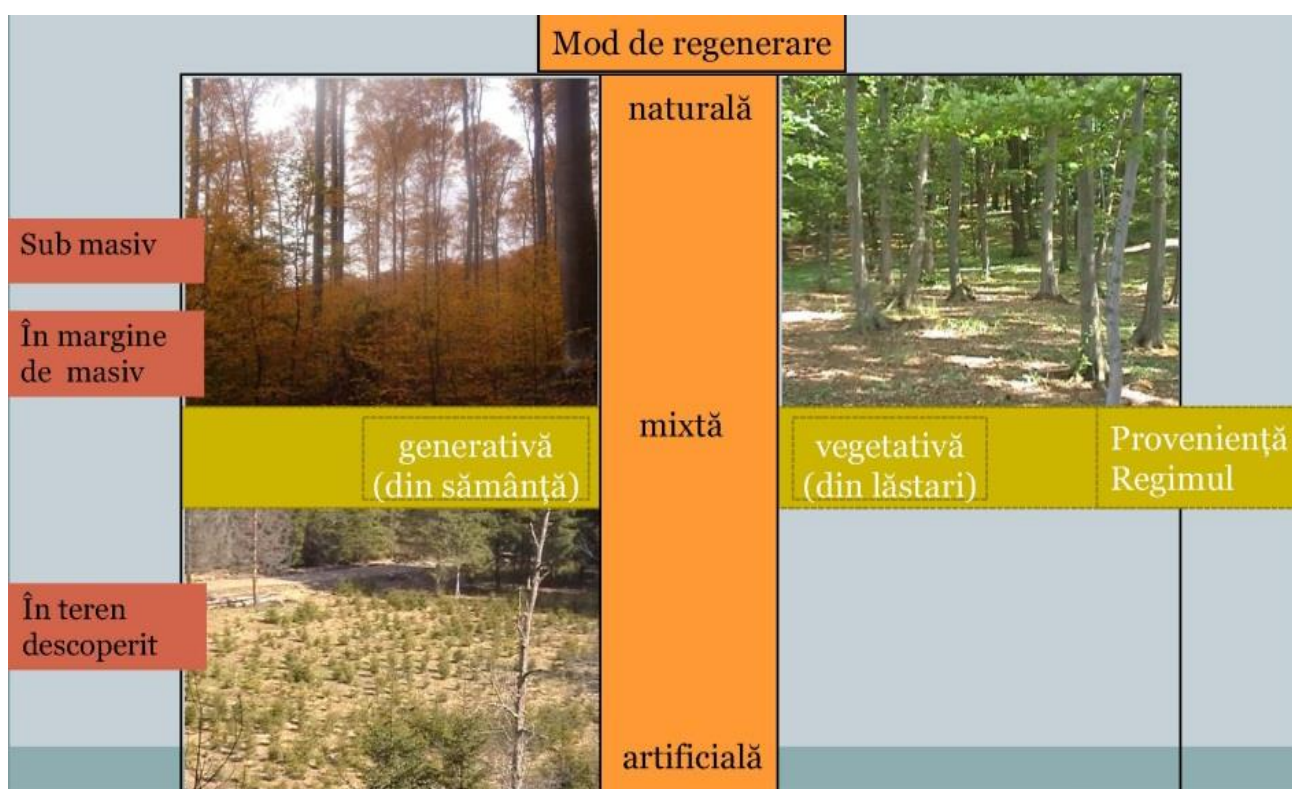 Mod de regenerare
naturală
Sub masiv
În margine
de masiv
mixtă
generativă
(din sămânță)
vegetativă
(din lăstari)
Proveniență
Regimul
În teren
descoperit
artificială